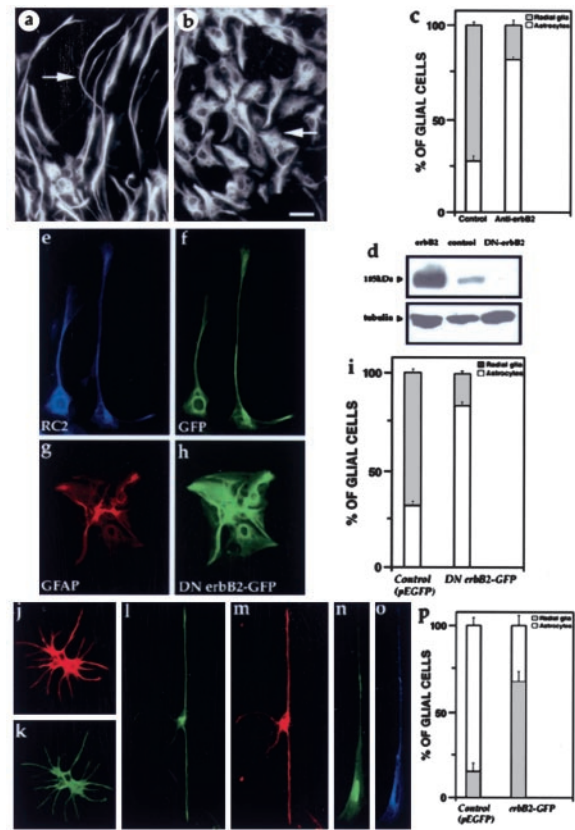 a
b
c
Radial glia
Astrocytes
100
50
0
% OF GLIAL CELLS
Control
Anti-erbB2
d
erbB2 control DN-erbB2
185kDa
tubulin
e
RC2
f
GFP
g
GFAP
h
DN erbB2-GFP
i
Radial glia
Astrocytes
100
50
0
% OF GLIAL CELLS
Control
(pEGFP)
DN erbB2-GFP
j
k
l
m
n
o
p
Radial glia
Astrocytes
100
50
0
% OF GLIAL CELLS
Control
(pEGFP)
erbB2-GFP